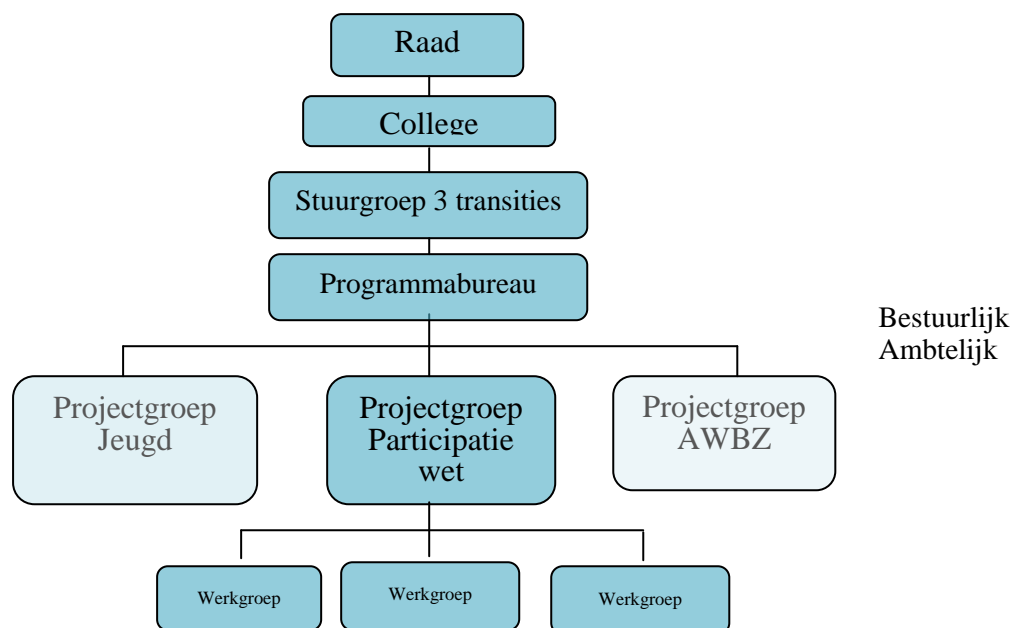 Raad
College
Stuurgroep 3 transities
Programmabureau
Bestuurlijk
Ambtelijk
Projectgroep
Jeugd
Projectgroep
Participatie
wet
Projectgroep
AWBZ
Werkgroep
Werkgroep
Werkgroep